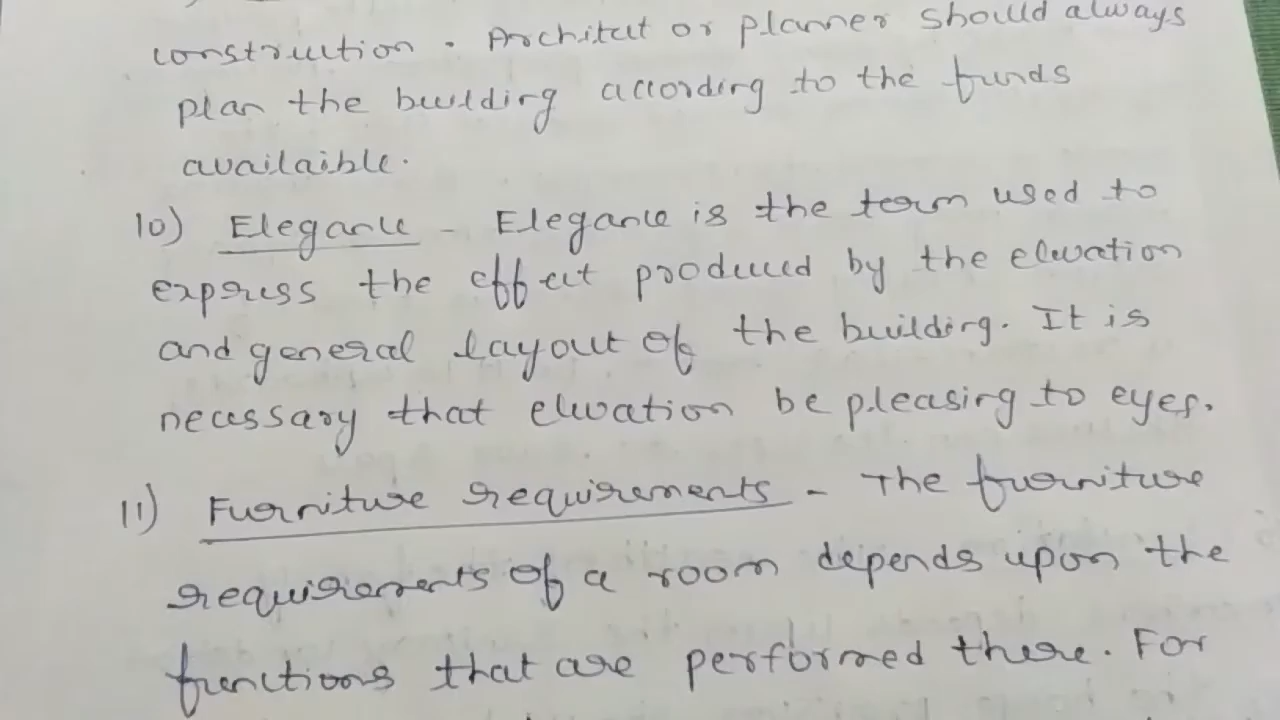 construction. Architect or planner should always
plan the building according to the funds
availaible.
10) Elegance - Elegance is the term used to
express the effect produced by the elevation
and general layout of the building. It is
necessary that elevation be pleasing to eyes.
11) Furniture requirements - The furniture
requirements of a room depends upon the
functions that are performed there. For